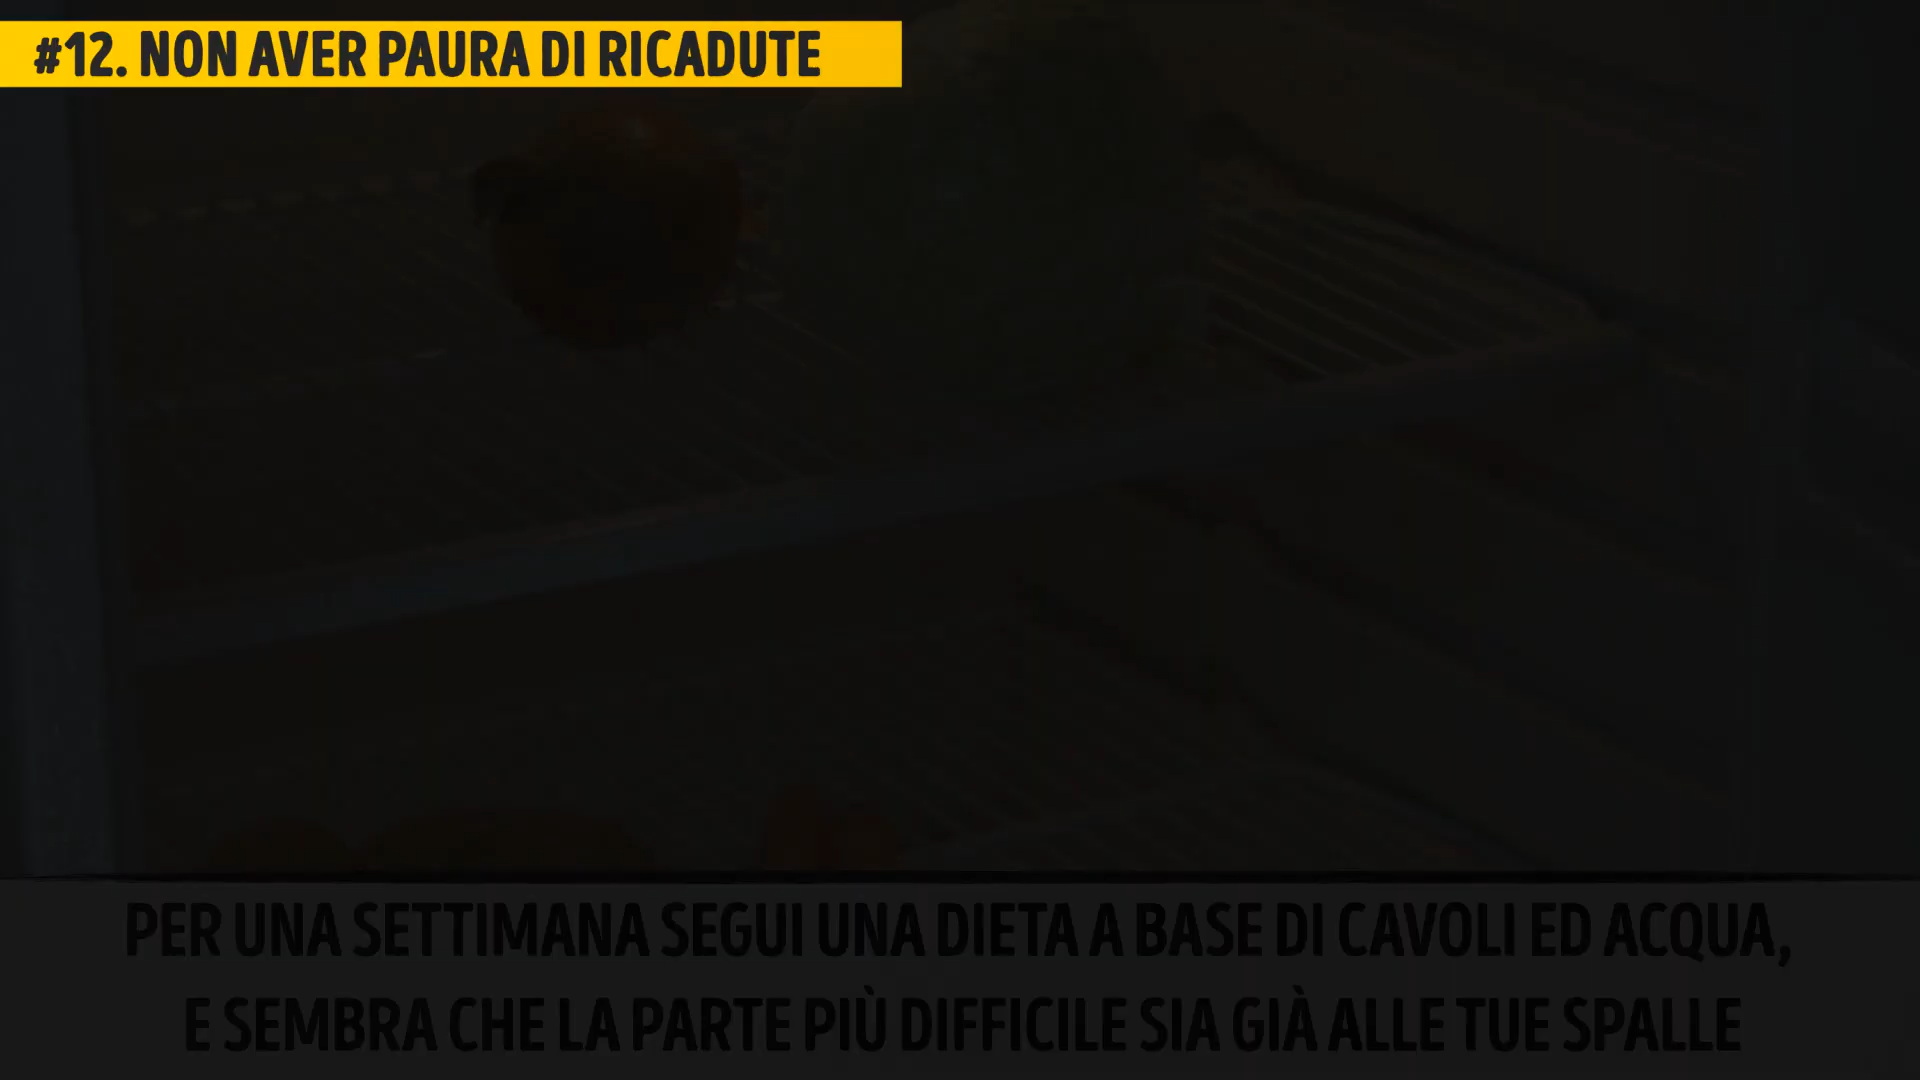 #12. NON AVER PAURA DI RICADUTE
PER UNA SETTIMANA SEGUI UNA DIETA A BASE DI CAVOLI ED ACQUA,
E SEMBRA CHE LA PARTE PIÙ DIFFICILE SIA GIÀ ALLE TUE SPALLE